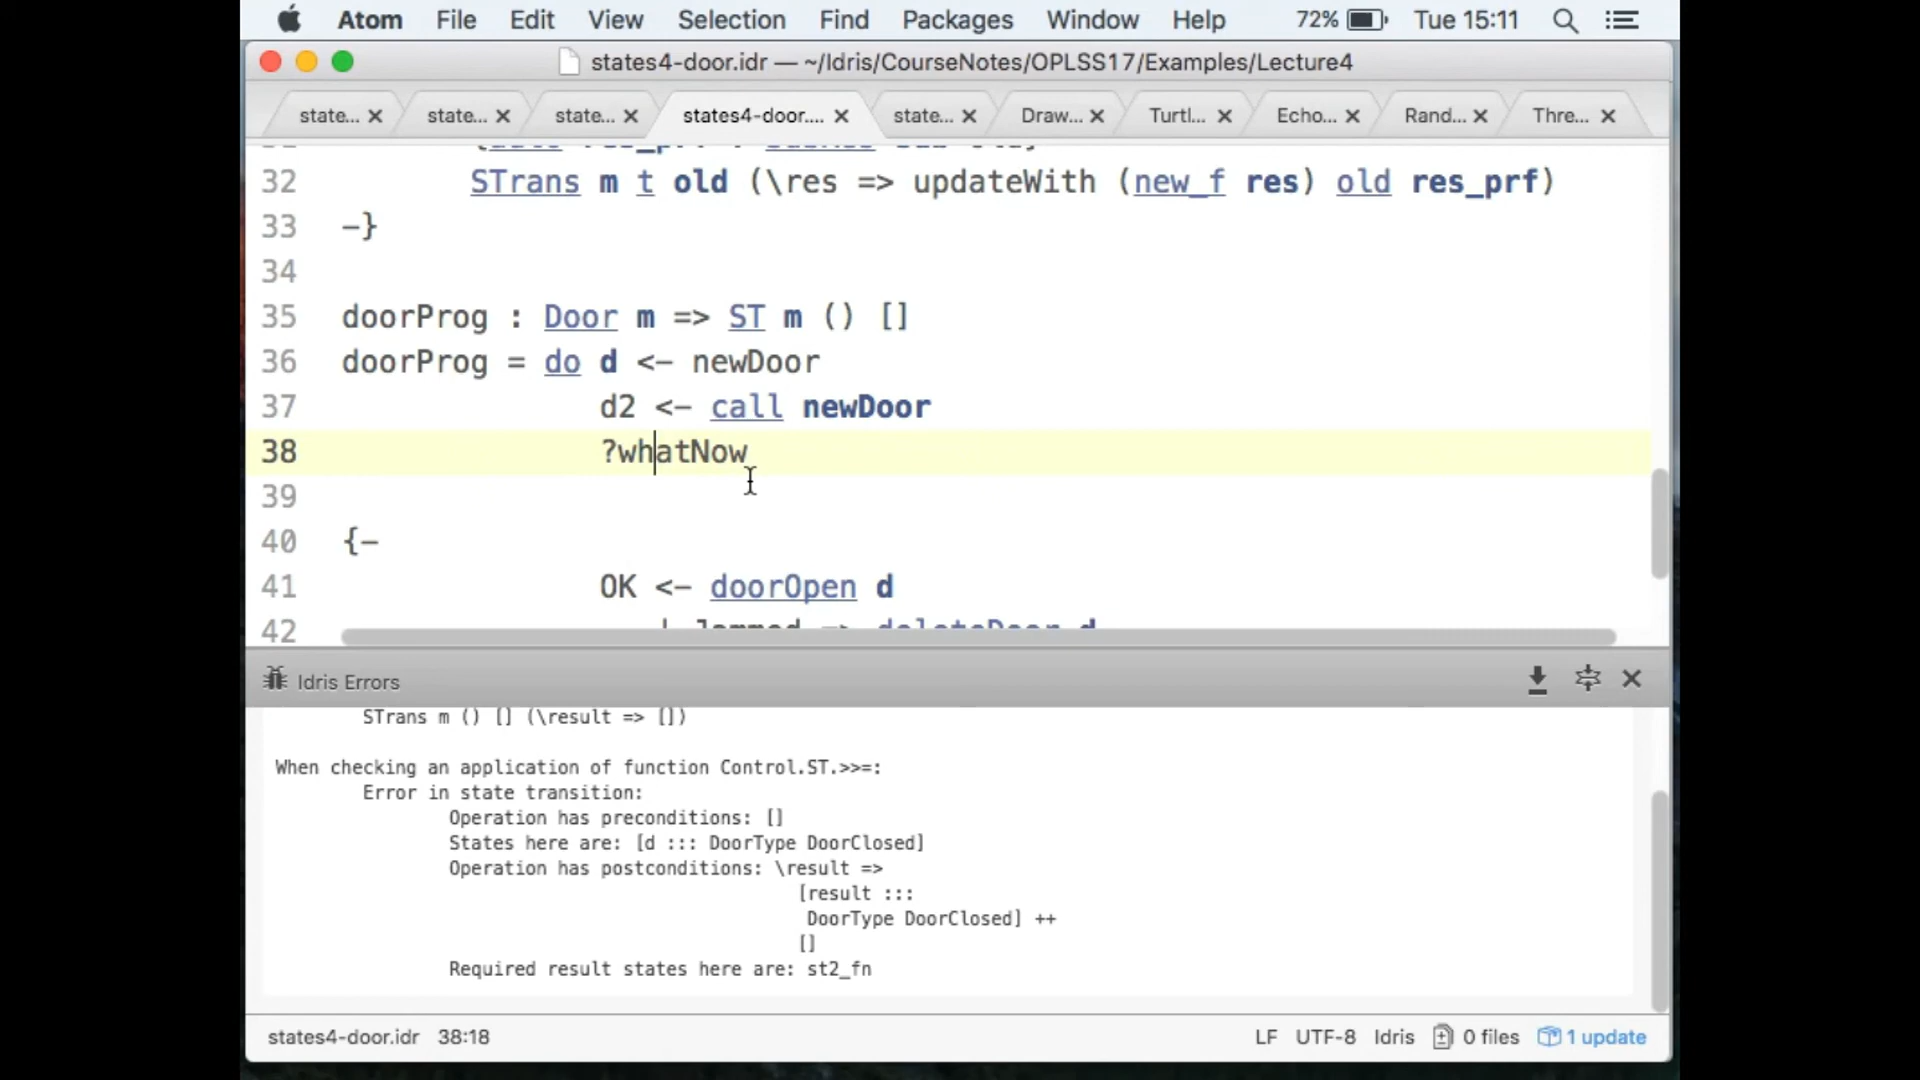 Atom File Edit View Selection Find Packages Window Help 72% Tue 15:11
states4-door.idr — ~/Idris/CourseNotes/OPLSS17/Examples/Lecture4
state... state... state... states4-door.... state... Draw... Turtl... Echo... Rand... Thre...
32 STrans m t old (\res => updateWith (new_f res) old res_prf)
33 -}
34
35 doorProg : Door m => ST m () []
36 doorProg = do d <- newDoor
37 d2 <- call newDoor
38 ?whatNow
39
40 {-
41 OK <- doorOpen d
42 | Jammed => deleteDoor d
Idris Errors
STrans m () [] (\result => [])
When checking an application of function Control.ST.>>=:
Error in state transition:
Operation has preconditions: []
States here are: [d ::: DoorType DoorClosed]
Operation has postconditions: \result =>
[result :::
DoorType DoorClosed] ++
[]
Required result states here are: st2_fn
states4-door.idr 38:18 LF UTF-8 Idris 0 files 1 update